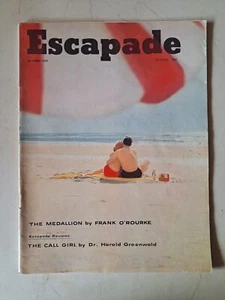 Escapade
THE MEDALLION by FRANK O'ROURKE
Escapade Reviews
THE CALL GIRL by Dr. Harold Greenwald